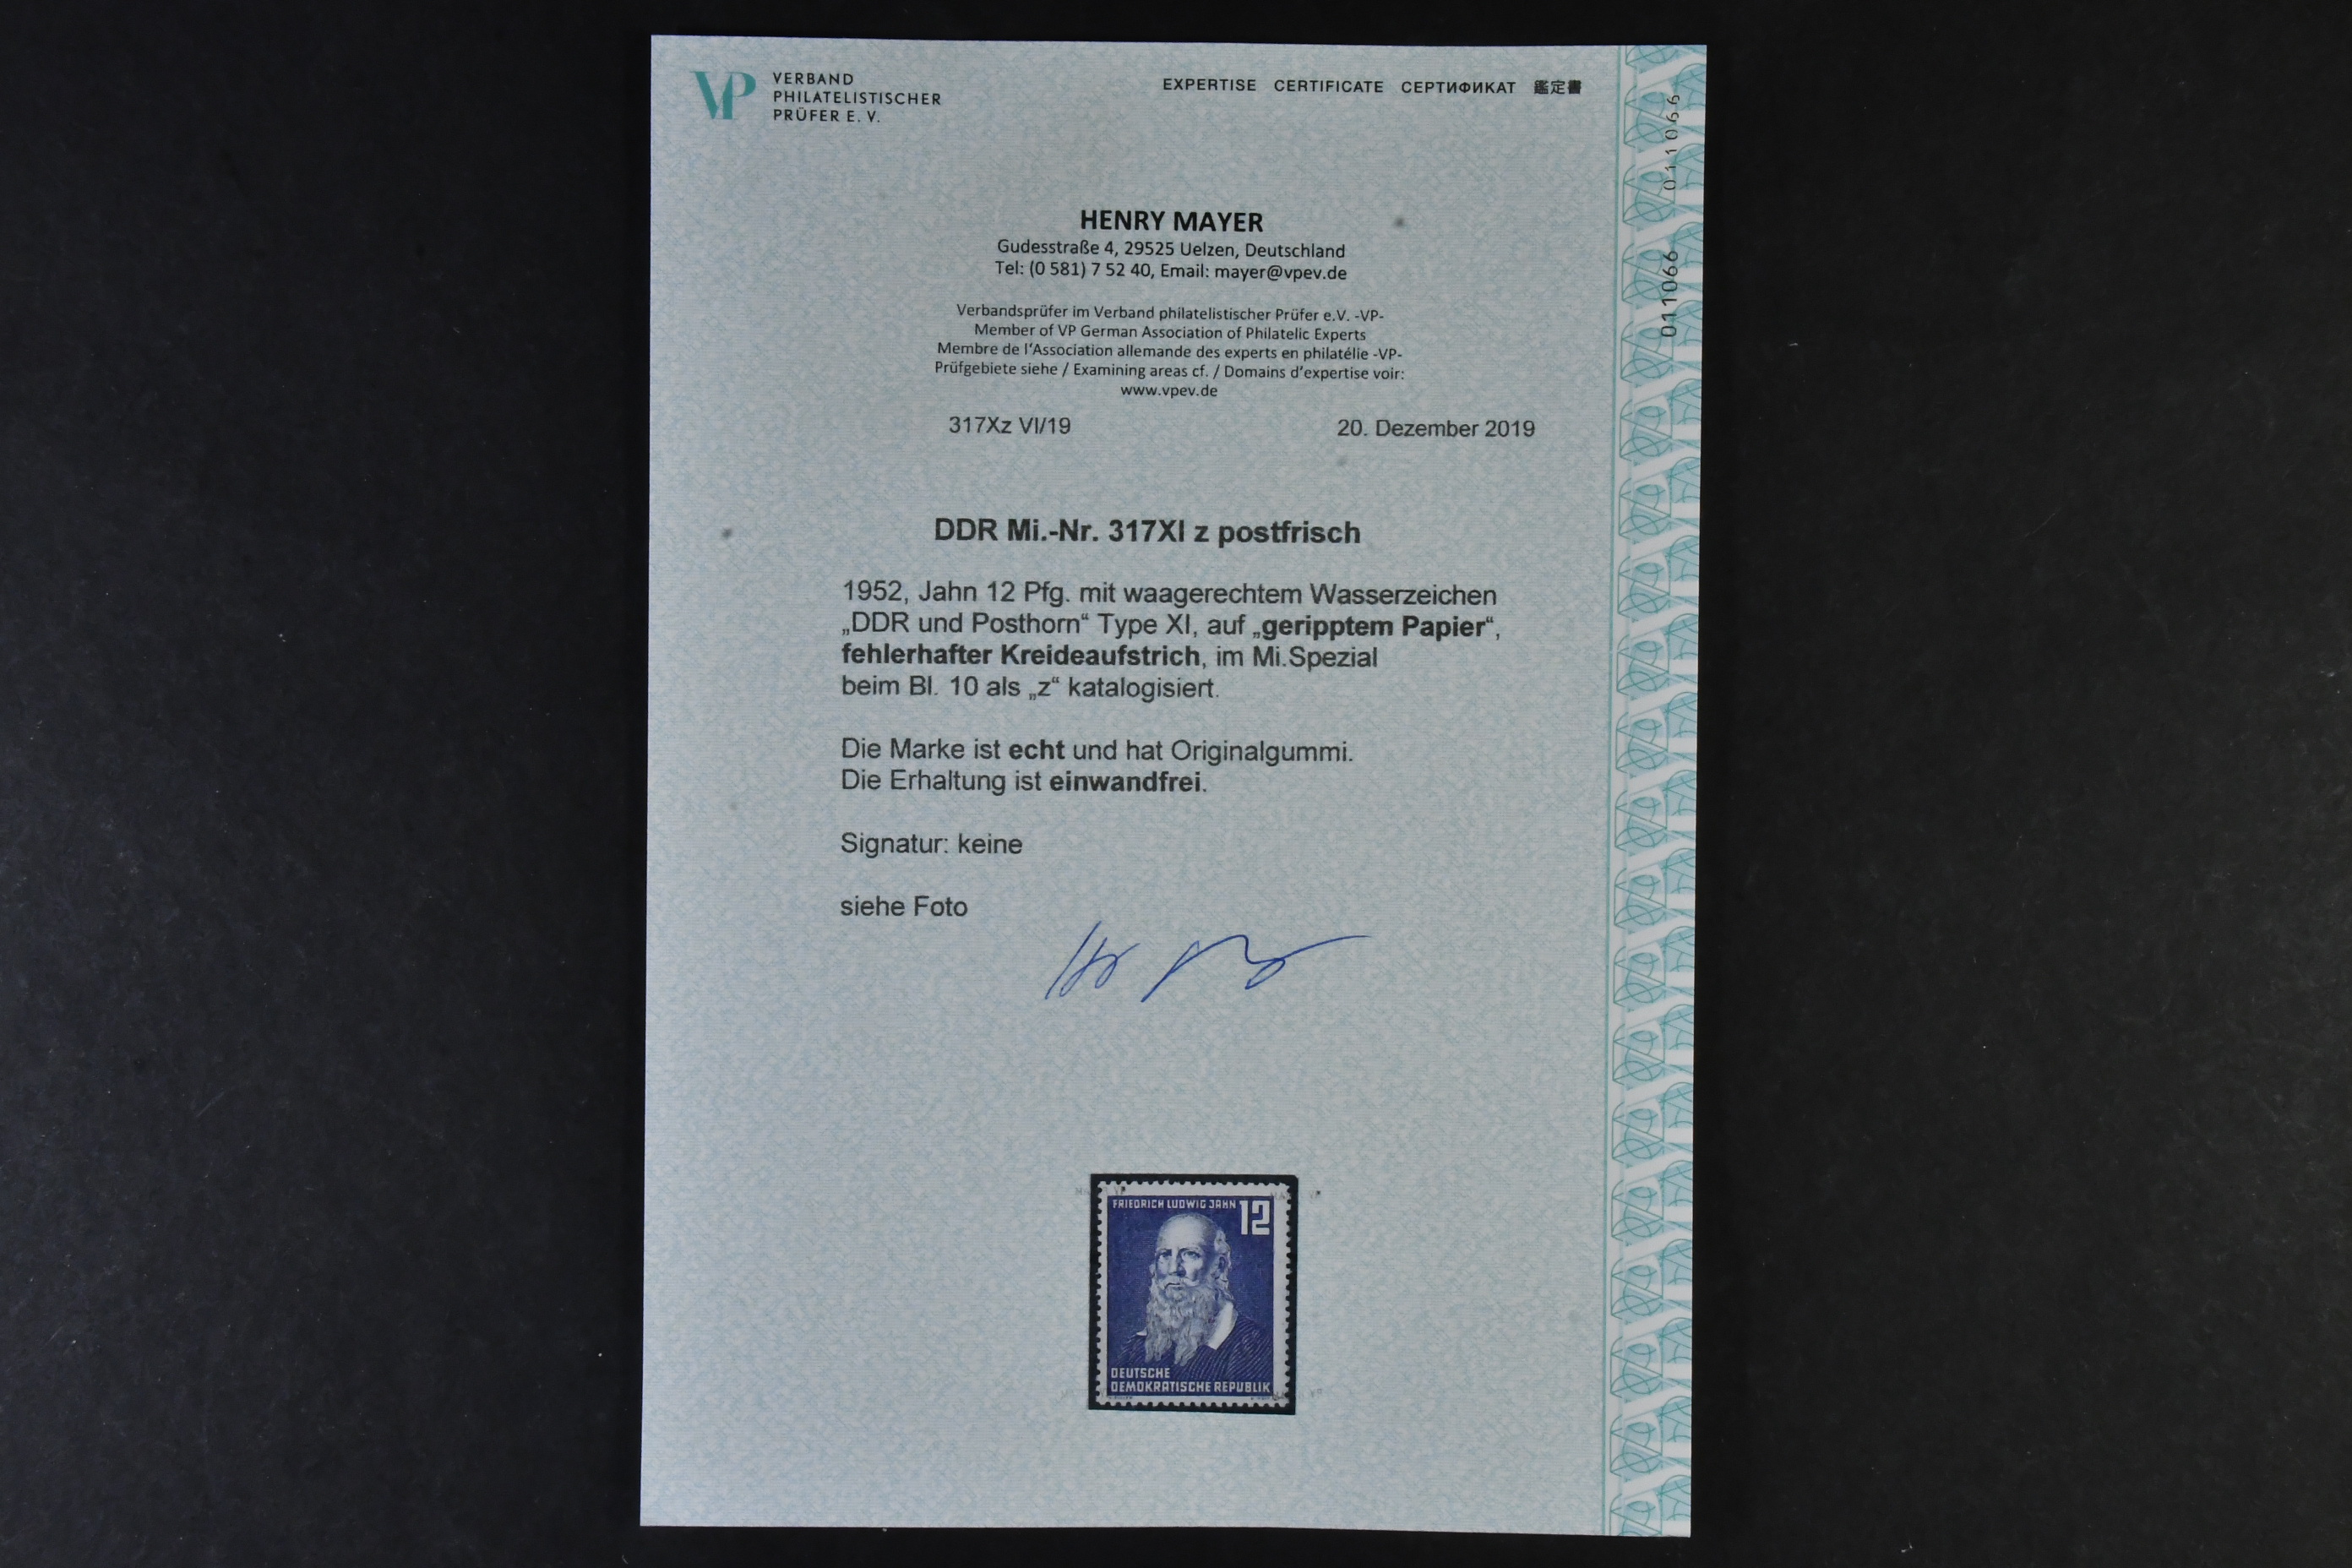 VP
VERBAND
PHILATELISTISCHER
PRÜFER E. V.
EXPERTISE CERTIFICATE СЕРТИФИКАТ 鑑定書
011066 011066
HENRY MAYER
Gudesstraße 4, 29525 Uelzen, Deutschland
Tel: (0 581) 7 52 40, Email: mayer@vpev.de
Verbandsprüfer im Verband philatelistischer Prüfer e.V. -VP-
Member of VP German Association of Philatelic Experts
Membre de l'Association allemande des experts en philatélie -VP-
Prüfgebiete siehe / Examining areas cf. / Domains d'expertise voir:
www.vpev.de
317Xz VI/19 20. Dezember 2019
DDR Mi.-Nr. 317XI z postfrisch
1952, Jahn 12 Pfg. mit waagerechtem Wasserzeichen
„DDR und Posthorn“ Type XI, auf „geripptem Papier“,
fehlerhafter Kreideaufstrich, im Mi.Spezial
beim Bl. 10 als „z“ katalogisiert.
Die Marke ist echt und hat Originalgummi.
Die Erhaltung ist einwandfrei.
Signatur: keine
siehe Foto
FRIEDRICH LUDWIG JAHN 12
DEUTSCHE
DEMOKRATISCHE REPUBLIK